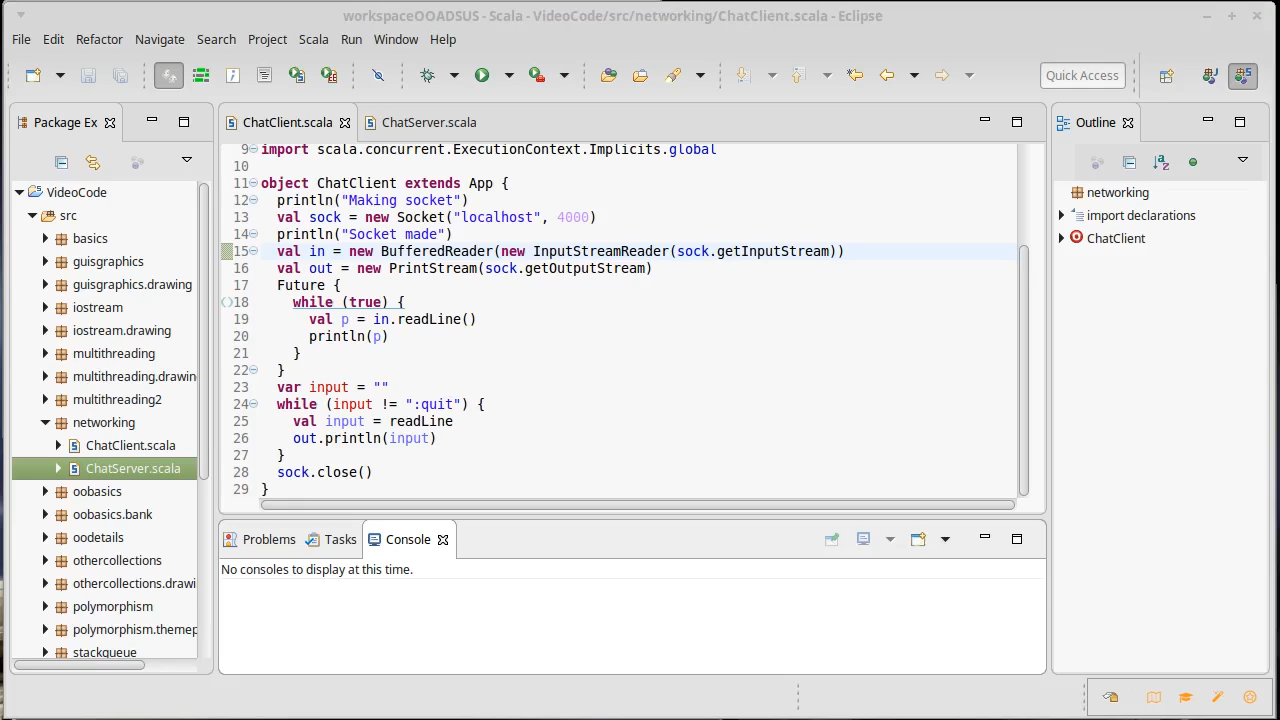 workspaceOOADSUS - Scala - VideoCode/src/networking/ChatClient.scala - Eclipse
File Edit Refactor Navigate Search Project Scala Run Window Help
Quick Access
Package Ex
VideoCode
src
basics
guisgraphics
guisgraphics.drawing
iostream
iostream.drawing
multithreading
multithreading.drawin
multithreading2
networking
ChatClient.scala
ChatServer.scala
oobasics
oobasics.bank
oodetails
othercollections
othercollections.drawi
polymorphism
polymorphism.themep
stackqueue
ChatClient.scala ChatServer.scala
9 import scala.concurrent.ExecutionContext.Implicits.global
10
11 object ChatClient extends App {
12 println("Making socket")
13 val sock = new Socket("localhost", 4000)
14 println("Socket made")
15 val in = new BufferedReader(new InputStreamReader(sock.getInputStream))
16 val out = new PrintStream(sock.getOutputStream)
17 Future {
18 while (true) {
19 val p = in.readLine()
20 println(p)
21 }
22 }
23 var input = ""
24 while (input != ":quit") {
25 val input = readLine
26 out.println(input)
27 }
28 sock.close()
29 }
Problems Tasks Console
No consoles to display at this time.
Outline
networking
import declarations
ChatClient